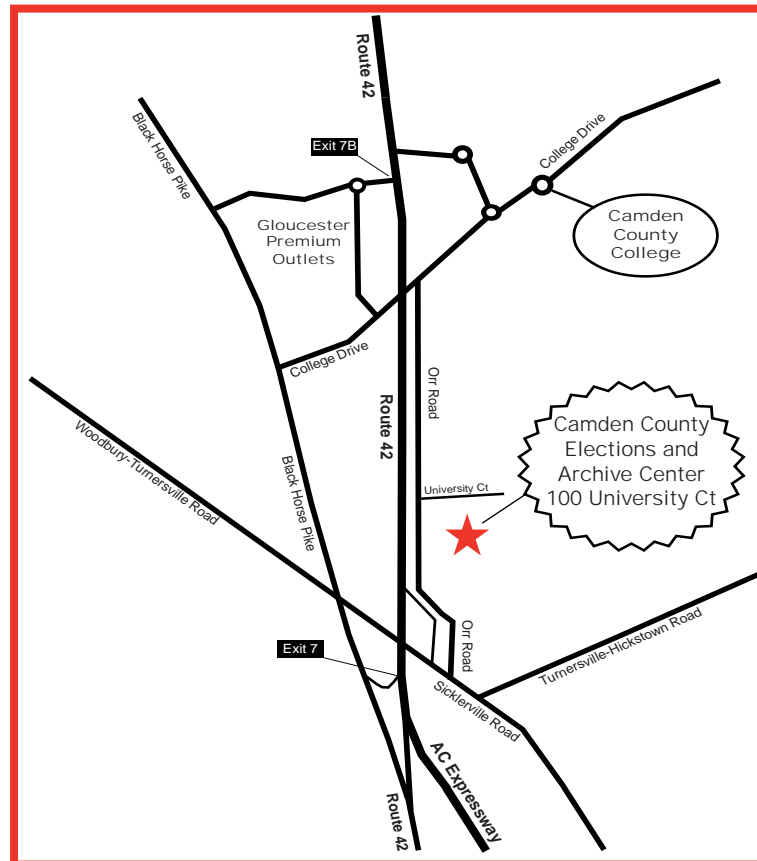 Route 42
Black Horse Pike
Exit 7B
College Drive
Gloucester
Premium
Outlets
Camden
County
College
College Drive
Orr Road
Route 42
Woodbury-Turnersville Road
Black Horse Pike
University Ct
Camden County
Elections and
Archive Center
100 University Ct
Exit 7
Orr Road
Turnersville-Hickstown Road
Sicklerville Road
AC Expressway
Route 42